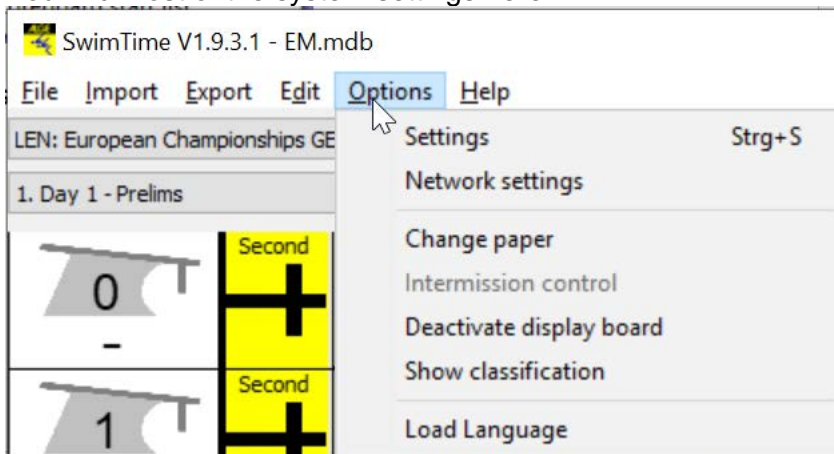 SwimTime V1.9.3.1 - EM.mdb
File Import Export Edit Options Help
LEN: European Championships GE
Settings Strg+S
1. Day 1 - Prelims
Network settings
Second
Change paper
0
Intermission control
-
Deactivate display board
Second
Show classification
1
Load Language